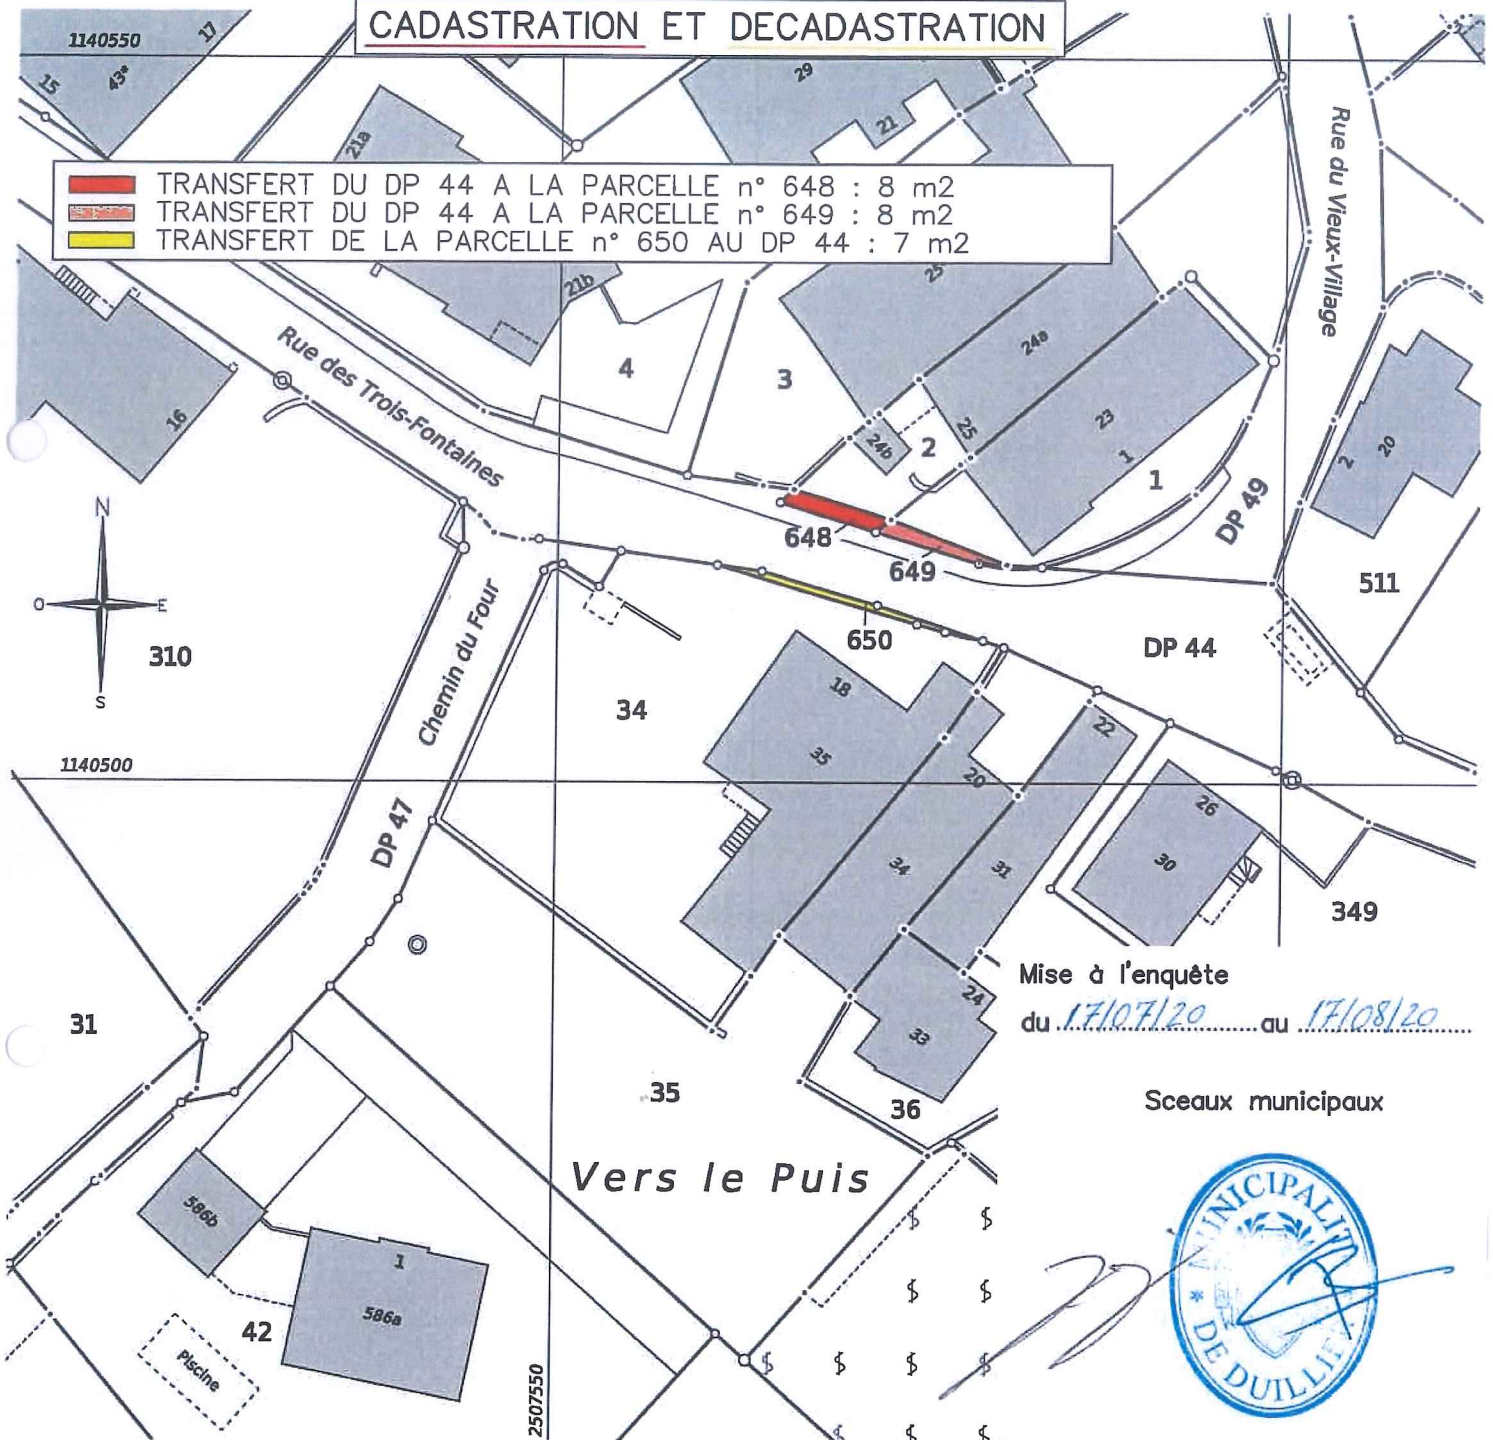 CADASTRATION ET DECADASTRATION
1140550
17
15
43*
29
21
21a
TRANSFERT DU DP 44 A LA PARCELLE n° 648 : 8 m2
TRANSFERT DU DP 44 A LA PARCELLE n° 649 : 8 m2
TRANSFERT DE LA PARCELLE n° 650 AU DP 44 : 7 m2
Rue du Vieux-Village
21b
25
24a
Rue des Trois-Fontaines
4
3
16
24b
2
25
23
1
1
2
20
DP 49
N
O
E
S
648
649
650
511
DP 44
310
Chemin du Four
34
18
35
20
22
1140500
DP 47
34
31
26
30
349
31
24
33
Mise à l'enquête
du 17/07/20 au 17/08/20
35
36
Sceaux municipaux
Vers le Puis
586b
1
586a
42
Piscine
2507550
MUNICIPALIT
* DE DUILLIE